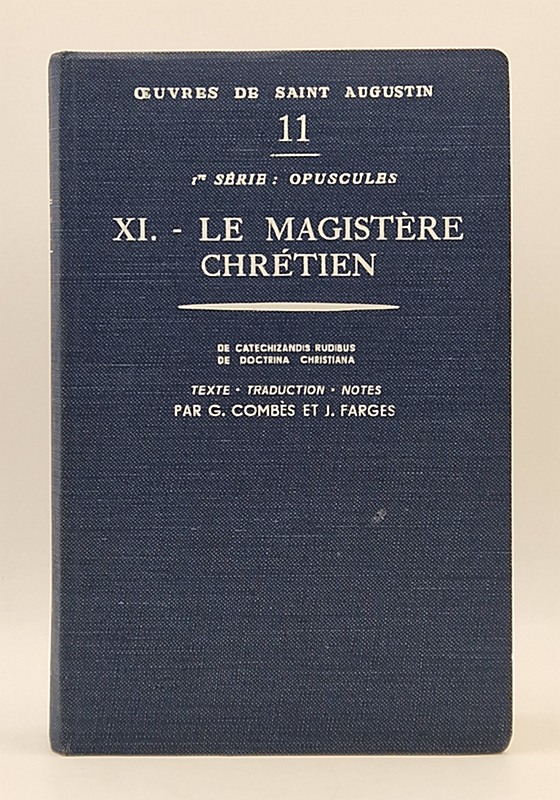 ŒUVRES DE SAINT AUGUSTIN
11
1re SÉRIE : OPUSCULES
XI. - LE MAGISTÈRE
CHRÉTIEN
DE CATECHIZANDIS RUDIBUS
DE DOCTRINA CHRISTIANA
TEXTE • TRADUCTION • NOTES
PAR G. COMBÈS ET J. FARGES